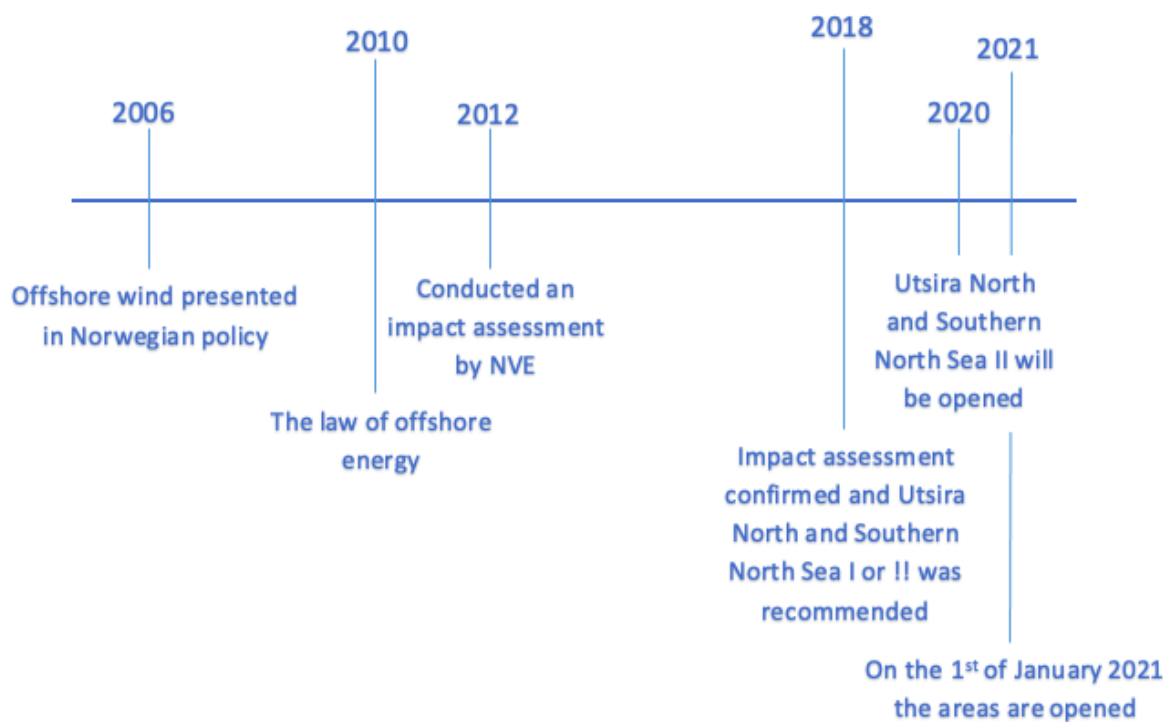 2006
Offshore wind presented
in Norwegian policy
2010
The law of offshore
energy
2012
Conducted an
impact assessment
by NVE
2018
Impact assessment
confirmed and Utsira
North and Southern
North Sea I or !! was
recommended
2020
Utsira North
and Southern
North Sea II will
be opened
2021
On the 1st of January 2021
the areas are opened